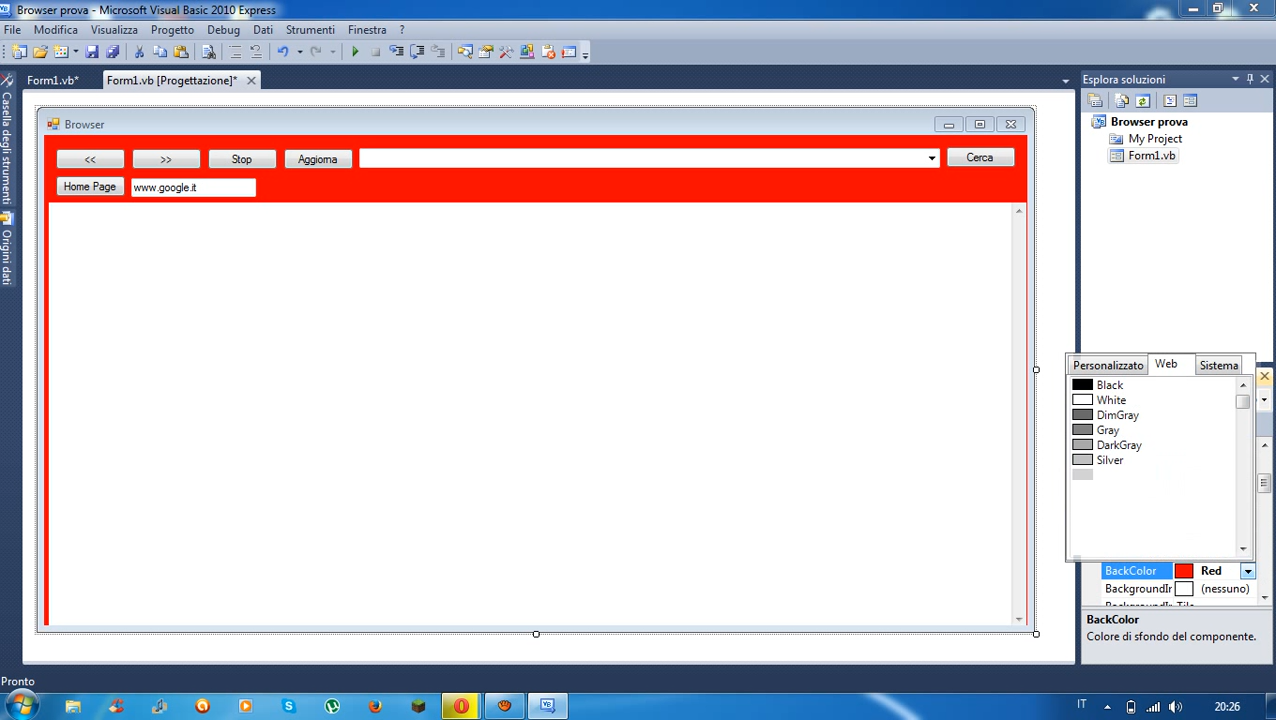 Browser prova - Microsoft Visual Basic 2010 Express
File Modifica Visualizza Progetto Debug Dati Strumenti Finestra ?
Form1.vb* Form1.vb [Progettazione]*
Esplora soluzioni
Casella degli strumenti
Origini dati
Browser
<< >> Stop Aggiorna Cerca
Home Page www.google.it
Browser prova
My Project
Form1.vb
Personalizzato Web Sistema
Black
White
DimGray
Gray
DarkGray
Silver
BackColor Red
BackgroundIr (nessuno)
BackColor
Colore di sfondo del componente.
Pronto
IT 20:26